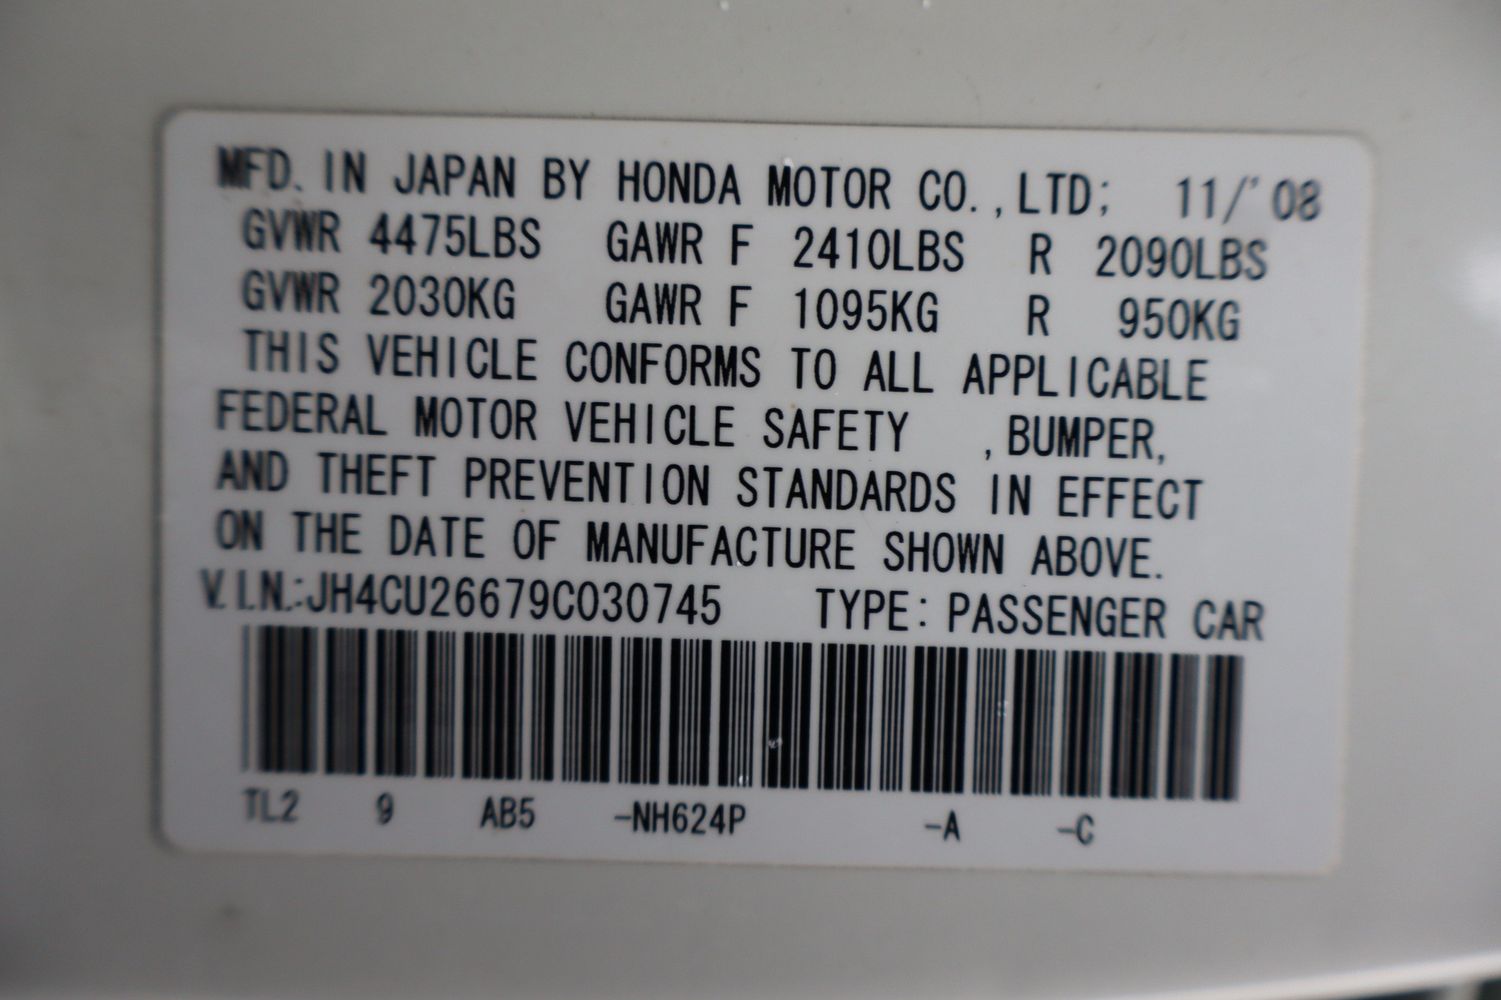 MFD. IN JAPAN BY HONDA MOTOR CO.,LTD; 11/'08
GVWR 4475LBS GAWR F 2410LBS R 2090LBS
GVWR 2030KG GAWR F 1095KG R 950KG
THIS VEHICLE CONFORMS TO ALL APPLICABLE
FEDERAL MOTOR VEHICLE SAFETY ,BUMPER,
AND THEFT PREVENTION STANDARDS IN EFFECT
ON THE DATE OF MANUFACTURE SHOWN ABOVE.
V.I.N.:JH4CU26679C030745 TYPE: PASSENGER CAR
TL2 9 AB5 -NH624P -A -C